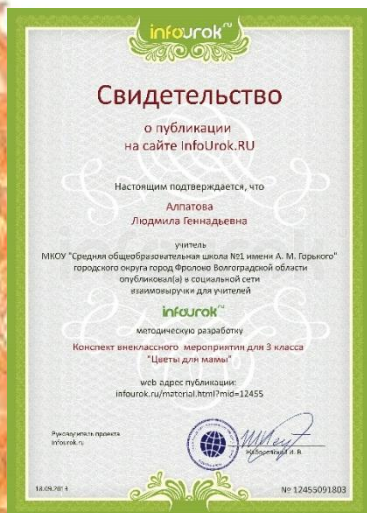 infourok™
Свидетельство
о публикации
на сайте InfoUrok.RU
Настоящим подтверждается, что
Алпатова
Людмила Геннадьевна
учитель
МКОУ "Средняя общеобразовательная школа №1 имени А. М. Горького"
городского округа город Фролово Волгоградской области
опубликовал(а) в социальной сети
взаимовыручки для учителей
infourok™
методическую разработку
Конспект внеклассного мероприятия для 3 класса
"Цветы для мамы"
web адрес публикации:
infourok.ru/material.html?mid=12455
Руководитель проекта
infourok.ru
№ 12455091803